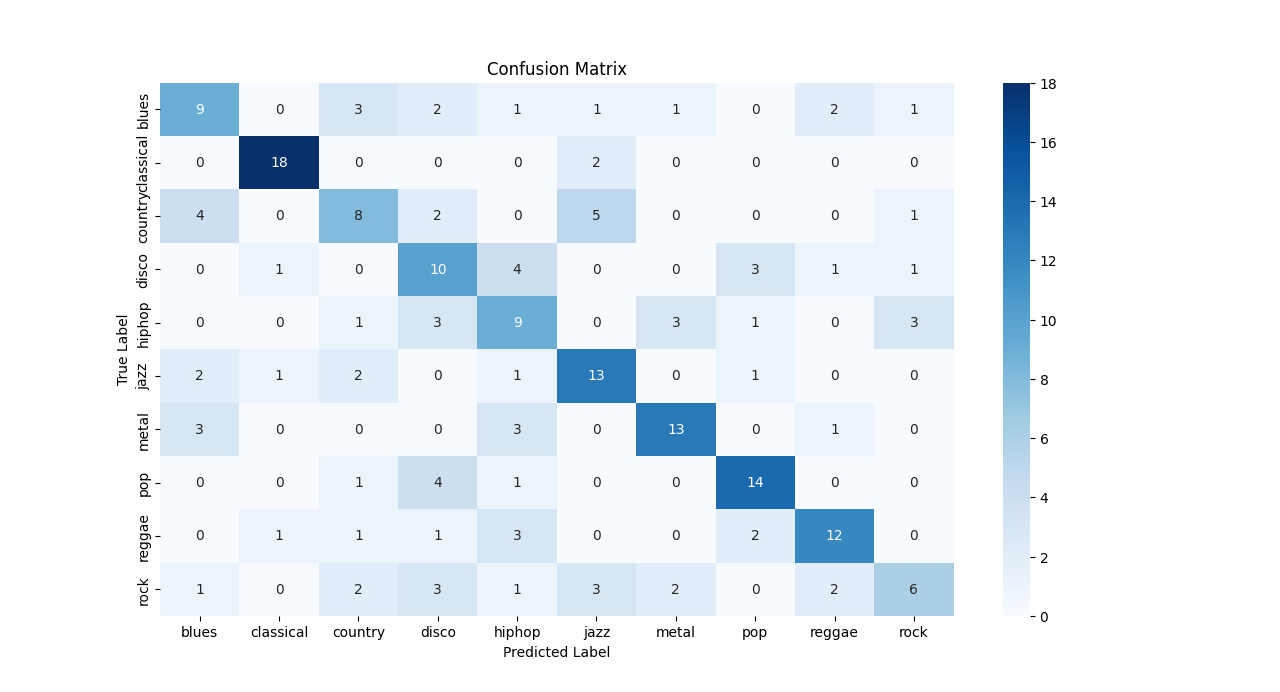 Confusion Matrix
True Label
blues 9 0 3 2 1 1 1 0 2 1
classical 0 18 0 0 0 2 0 0 0 0
country 4 0 8 2 0 5 0 0 0 1
disco 0 1 0 10 4 0 0 3 1 1
hiphop 0 0 1 3 9 0 3 1 0 3
jazz 2 1 2 0 1 13 0 1 0 0
metal 3 0 0 0 3 0 13 0 1 0
pop 0 0 1 4 1 0 0 14 0 0
reggae 0 1 1 1 3 0 0 2 12 0
rock 1 0 2 3 1 3 2 0 2 6
blues classical country disco hiphop jazz metal pop reggae rock
Predicted Label
18
16
14
12
10
8
6
4
2
0